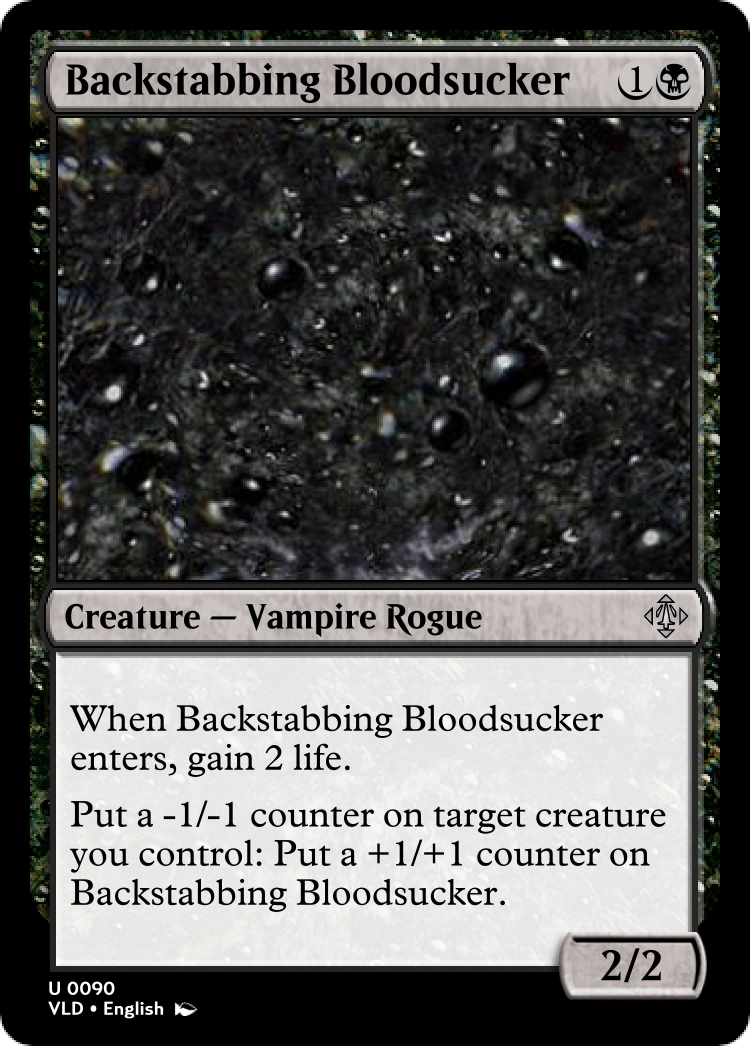 Backstabbing Bloodsucker 1
Creature — Vampire Rogue
When Backstabbing Bloodsucker
enters, gain 2 life.
Put a -1/-1 counter on target creature
you control: Put a +1/+1 counter on
Backstabbing Bloodsucker.
2/2
U 0090
VLD • English